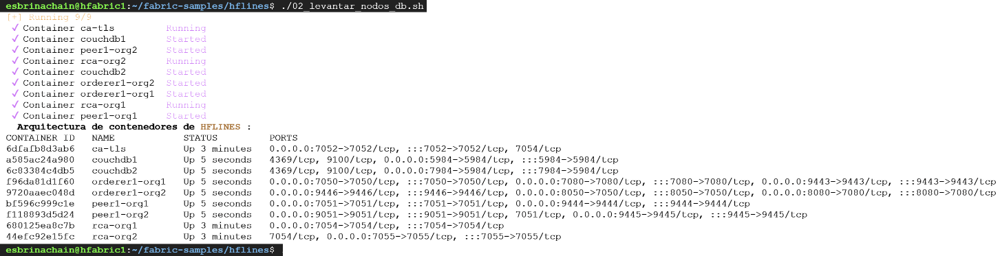 esbrinachain@hfabric1:~/fabric-samples/hflines$ ./02_levantar_nodos_db.sh
[+] Running 9/9
✓ Container ca-tls Running
✓ Container couchdb1 Started
✓ Container peer1-org2 Started
✓ Container rca-org2 Running
✓ Container couchdb2 Started
✓ Container orderer1-org2 Started
✓ Container orderer1-org1 Started
✓ Container rca-org1 Running
✓ Container peer1-org1 Started
Arquitectura de contenedores de HFLINES :
CONTAINER ID NAME STATUS PORTS
6dfafb8d3ab6 ca-tls Up 3 minutes 0.0.0.0:7052->7052/tcp, :::7052->7052/tcp, 7054/tcp
a585ac24a980 couchdb1 Up 5 seconds 4369/tcp, 9100/tcp, 0.0.0.0:5984->5984/tcp, :::5984->5984/tcp
6c83384c4db5 couchdb2 Up 5 seconds 4369/tcp, 9100/tcp, 0.0.0.0:7984->5984/tcp, :::7984->5984/tcp
f96da81d1f60 orderer1-org1 Up 5 seconds 0.0.0.0:7050->7050/tcp, :::7050->7050/tcp, 0.0.0.0:7080->7080/tcp, :::7080->7080/tcp, 0.0.0.0:9443->9443/tcp, :::9443->9443/tcp
9720aaec048d orderer1-org2 Up 5 seconds 0.0.0.0:9446->9446/tcp, :::9446->9446/tcp, 0.0.0.0:8050->7050/tcp, :::8050->7050/tcp, 0.0.0.0:8080->7080/tcp, :::8080->7080/tcp
bf596c999c1e peer1-org1 Up 5 seconds 0.0.0.0:7051->7051/tcp, :::7051->7051/tcp, 0.0.0.0:9444->9444/tcp, :::9444->9444/tcp
f118893d5d24 peer1-org2 Up 5 seconds 0.0.0.0:9051->9051/tcp, :::9051->9051/tcp, 7051/tcp, 0.0.0.0:9445->9445/tcp, :::9445->9445/tcp
680125ea8c7b rca-org1 Up 3 minutes 0.0.0.0:7054->7054/tcp, :::7054->7054/tcp
44efc92e15fc rca-org2 Up 3 minutes 7054/tcp, 0.0.0.0:7055->7055/tcp, :::7055->7055/tcp
esbrinachain@hfabric1:~/fabric-samples/hflines$